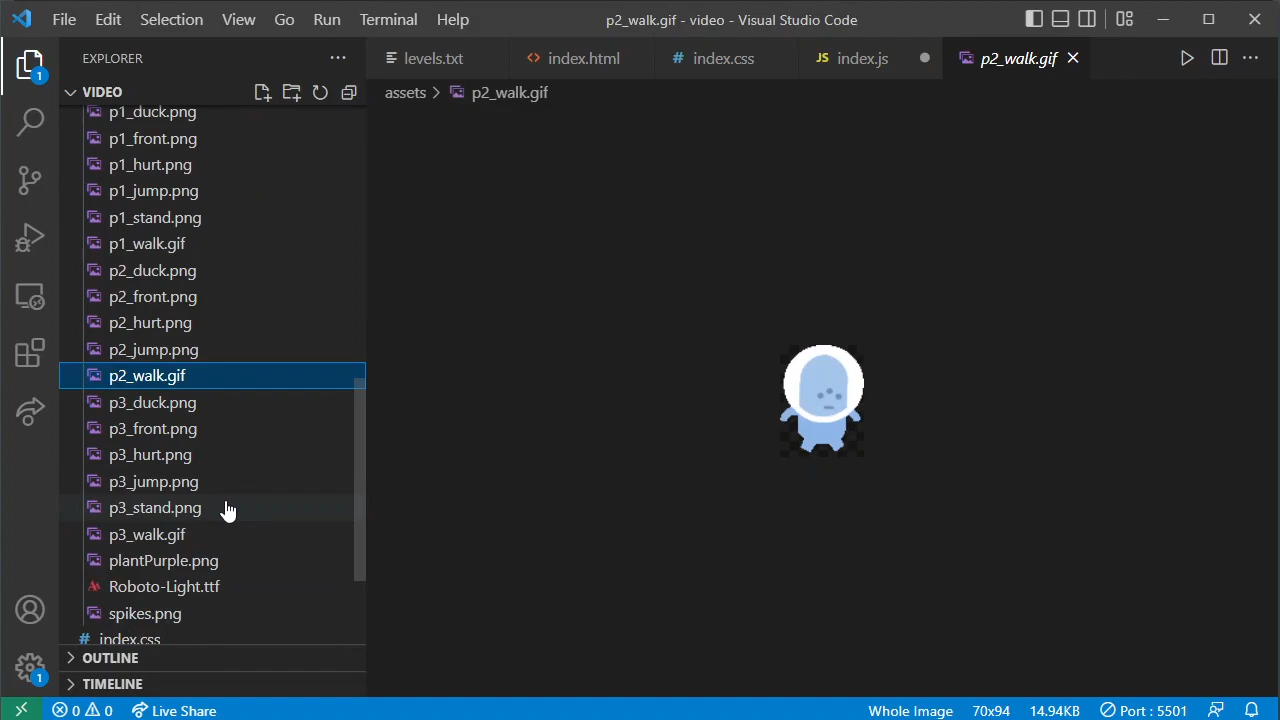 File Edit Selection View Go Run Terminal Help
p2_walk.gif - video - Visual Studio Code
EXPLORER
levels.txt
index.html
index.css
JS index.js
p2_walk.gif
VIDEO
assets > p2_walk.gif
p1_duck.png
p1_front.png
p1_hurt.png
p1_jump.png
p1_stand.png
p1_walk.gif
p2_duck.png
p2_front.png
p2_hurt.png
p2_jump.png
p2_walk.gif
p3_duck.png
p3_front.png
p3_hurt.png
p3_jump.png
p3_stand.png
p3_walk.gif
plantPurple.png
Roboto-Light.ttf
spikes.png
# index.css
OUTLINE
TIMELINE
1
1
0 0 Live Share
Whole Image 70x94 14.94KB Port : 5501